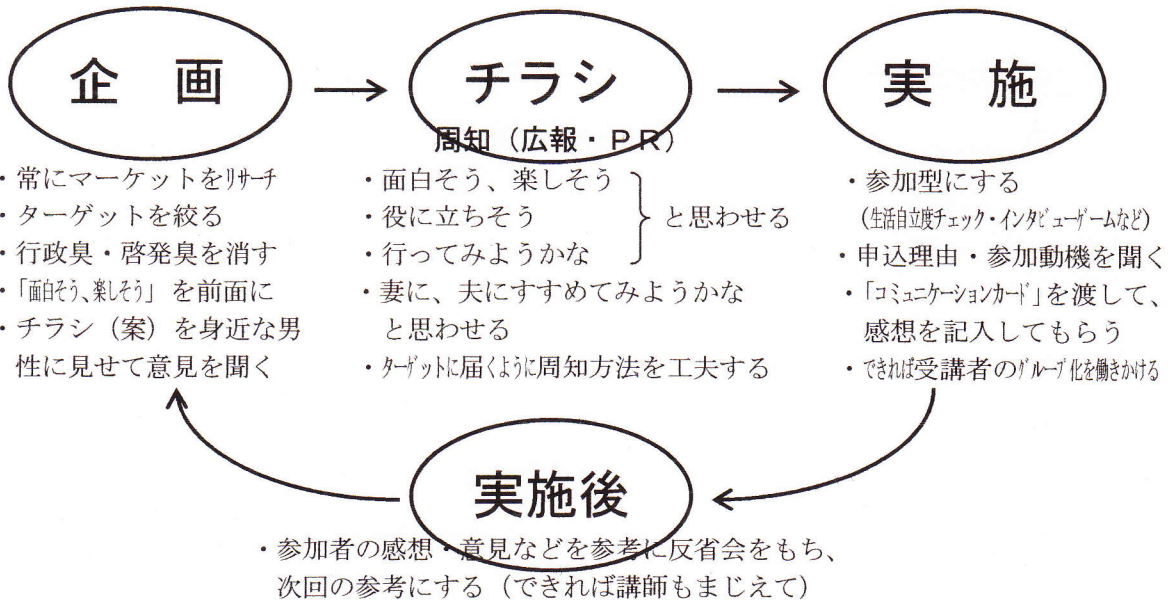 企　画
チラシ
周知（広報・ＰＲ）
実　施
・常にマーケットをリサーチ
・ターゲットを絞る
・行政臭・啓発臭を消す
・「面白そう、楽しそう」を前面に
・チラシ（案）を身近な男
性に見せて意見を聞く
・面白そう、楽しそう
・役に立ちそう
・行ってみようかな
と思わせる
・妻に、夫にすすめてみようかな
と思わせる
・ターゲットに届くように周知方法を工夫する
・参加型にする
（生活自立度チェック・インタビューゲームなど）
・申込理由・参加動機を聞く
・「コミュニケーションカード」を渡して、
感想を記入してもらう
・できれば受講者のグループ化を働きかける
実施後
・参加者の感想・意見などを参考に反省会をもち、
次回の参考にする（できれば講師もまじえて）